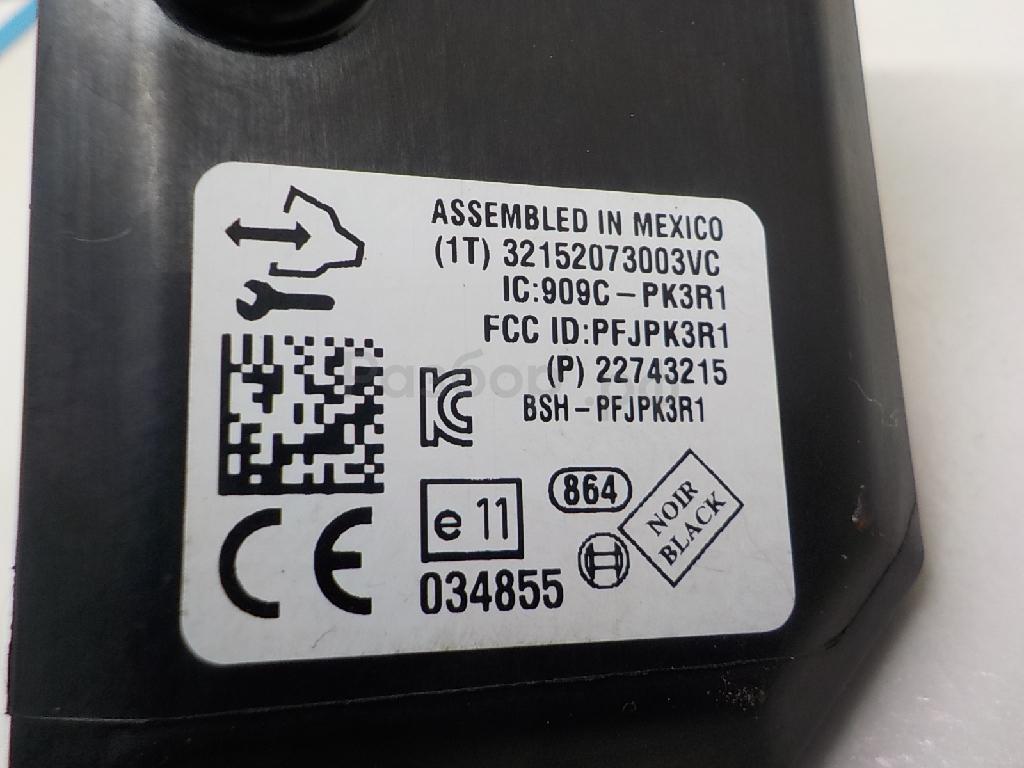 ASSEMBLED IN MEXICO
(1T) 32152073003VC
IC:909C-PK3R1
FCC ID:PFJPK3R1
(P) 22743215
BSH-PFJPK3R1
864
NOIR
BLACK
e 11
034855
CE